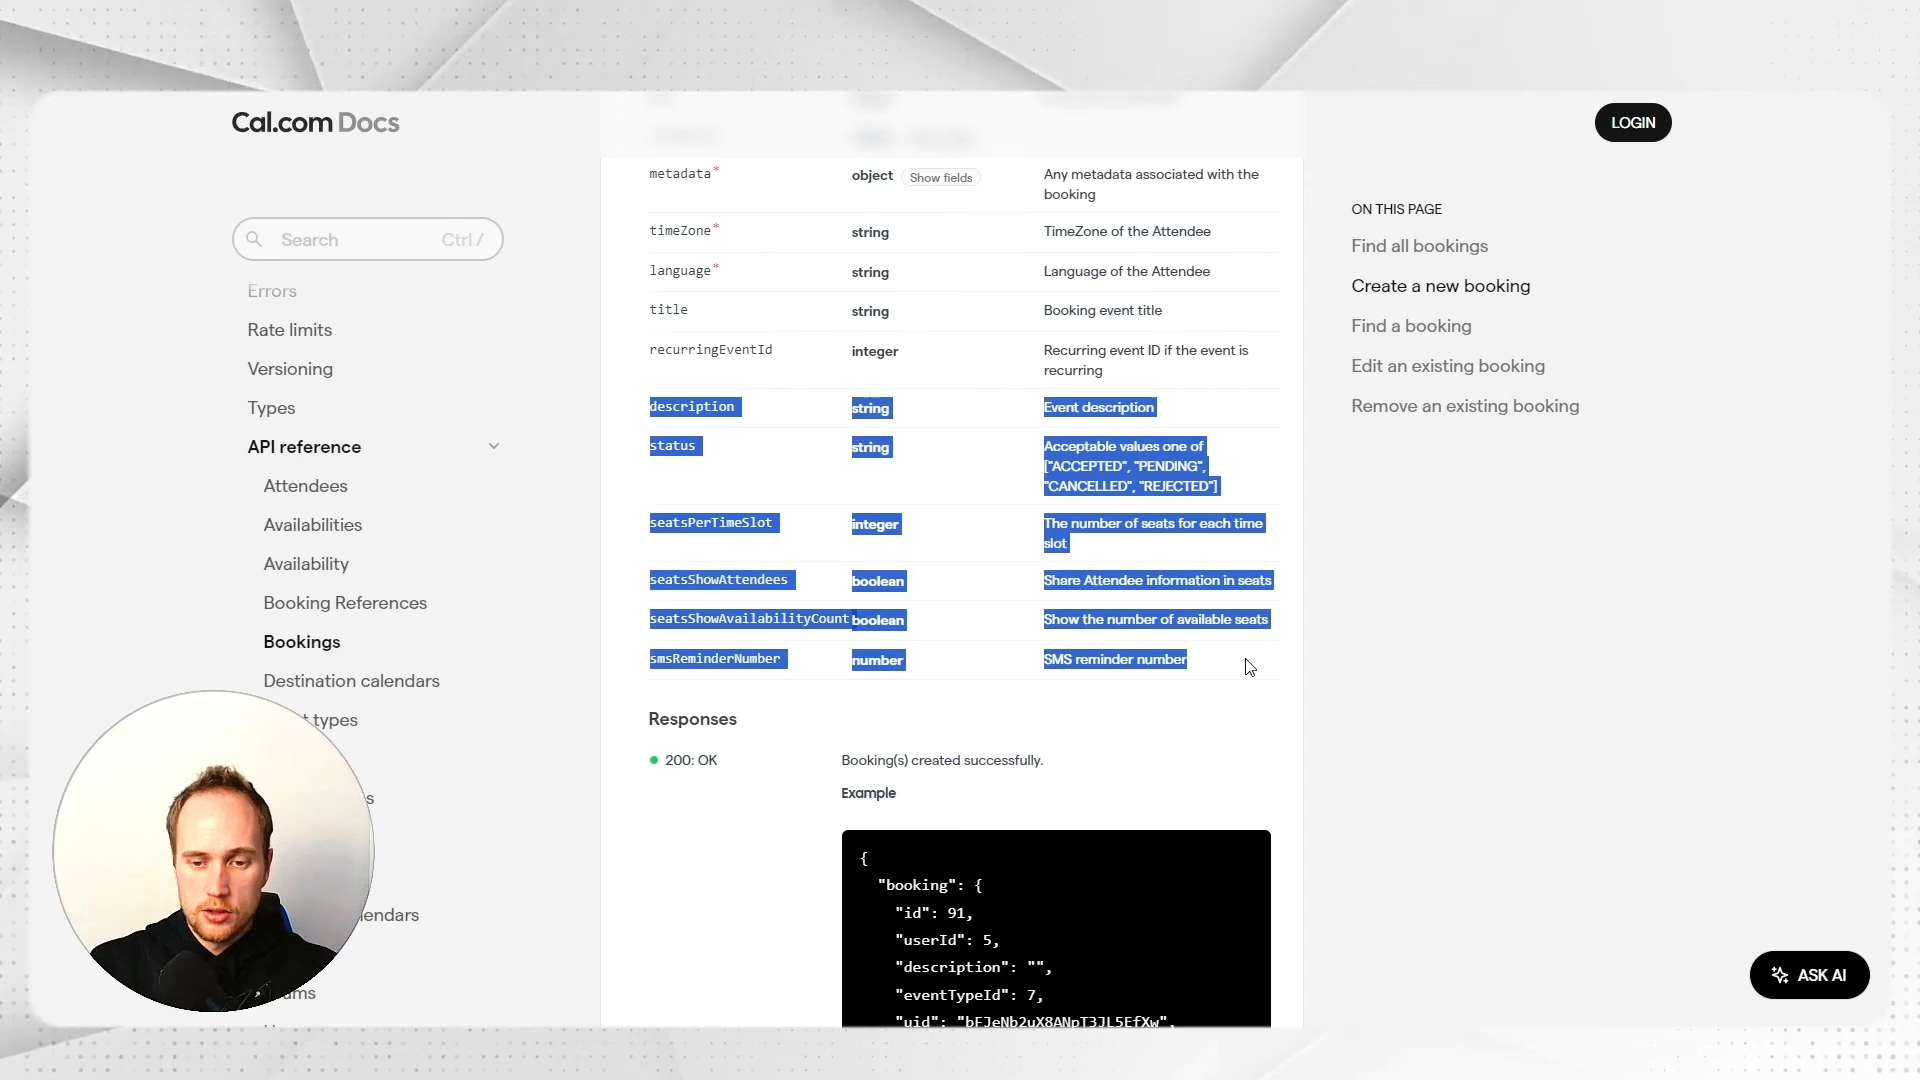 Cal.com Docs
LOGIN
Search Ctrl /
Errors
Rate limits
Versioning
Types
API reference
Attendees
Availabilities
Availability
Booking References
Bookings
Destination calendars
types
endars
metadata* object Show fields Any metadata associated with the
booking
timeZone* string TimeZone of the Attendee
language* string Language of the Attendee
title string Booking event title
recurringEventId integer Recurring event ID if the event is
recurring
description string Event description
status string Acceptable values one of
["ACCEPTED", "PENDING",
"CANCELLED", "REJECTED"]
seatsPerTimeSlot integer The number of seats for each time
slot
seatsShowAttendees boolean Share Attendee information in seats
seatsShowAvailabilityCount boolean Show the number of available seats
smsReminderNumber number SMS reminder number
Responses
200: OK Booking(s) created successfully.
Example
{
"booking": {
"id": 91,
"userId": 5,
"description": "",
"eventTypeId": 7,
"uid": "bFJeNb2uX8ANpT3JL5EfXw",
ON THIS PAGE
Find all bookings
Create a new booking
Find a booking
Edit an existing booking
Remove an existing booking
ASK AI